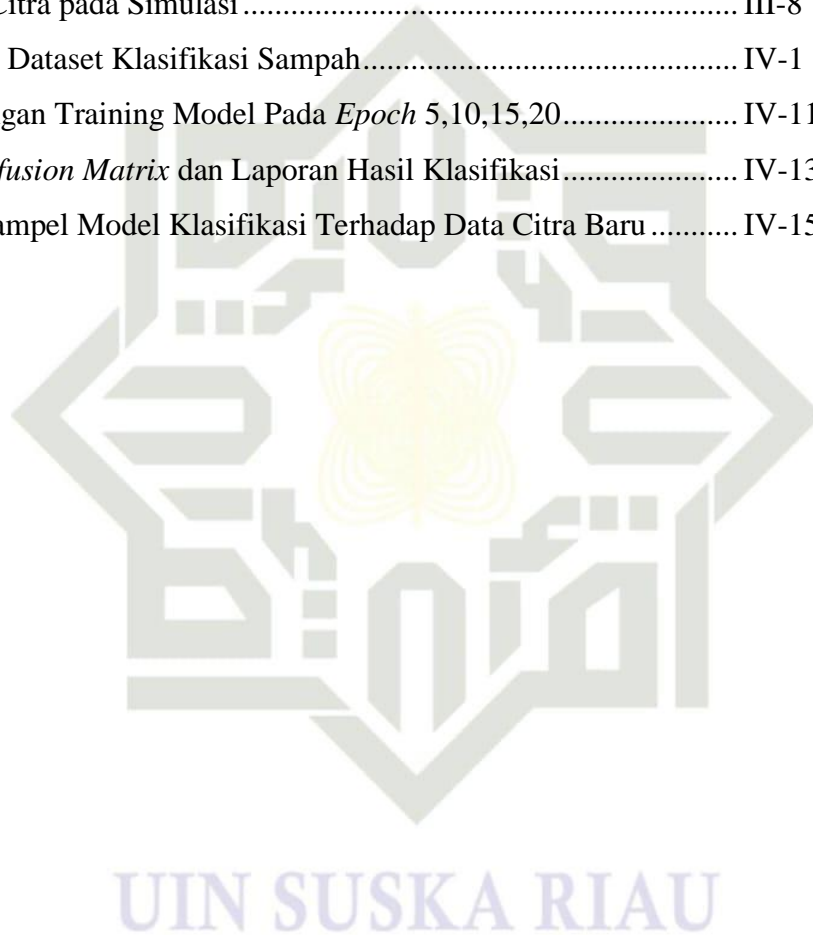 Citra pada Simulasi ............................................................... III-8
Dataset Klasifikasi Sampah ................................................ IV-1
gan Training Model Pada Epoch 5,10,15,20 ...................... IV-11
fusion Matrix dan Laporan Hasil Klasifikasi ...................... IV-13
ampel Model Klasifikasi Terhadap Data Citra Baru ........... IV-15
UIN SUSKA RIAU